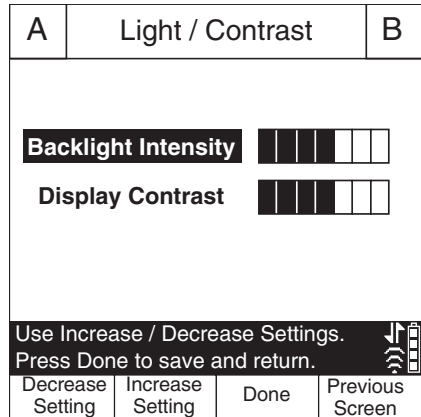 A Light / Contrast B
Backlight Intensity
Display Contrast
Use Increase / Decrease Settings.
Press Done to save and return.
Decrease Setting
Increase Setting
Done
Previous Screen